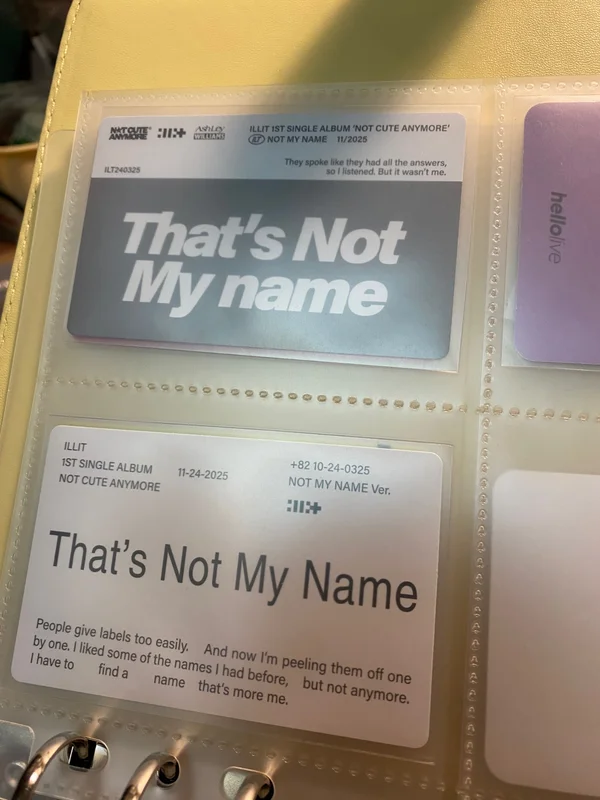 NOT CUTE ANYMORE
ILLIT
Ashley WILLIAMS
ILLIT 1ST SINGLE ALBUM 'NOT CUTE ANYMORE'
NOT MY NAME 11/2025
ILT240325
They spoke like they had all the answers,
so I listened. But it wasn't me.
That's Not
My name
hellolive
ILLIT
1ST SINGLE ALBUM
NOT CUTE ANYMORE
11-24-2025
+82 10-24-0325
NOT MY NAME Ver.
That's Not My Name
People give labels too easily. And now I'm peeling them off one
by one. I liked some of the names I had before, but not anymore.
I have to find a name that's more me.